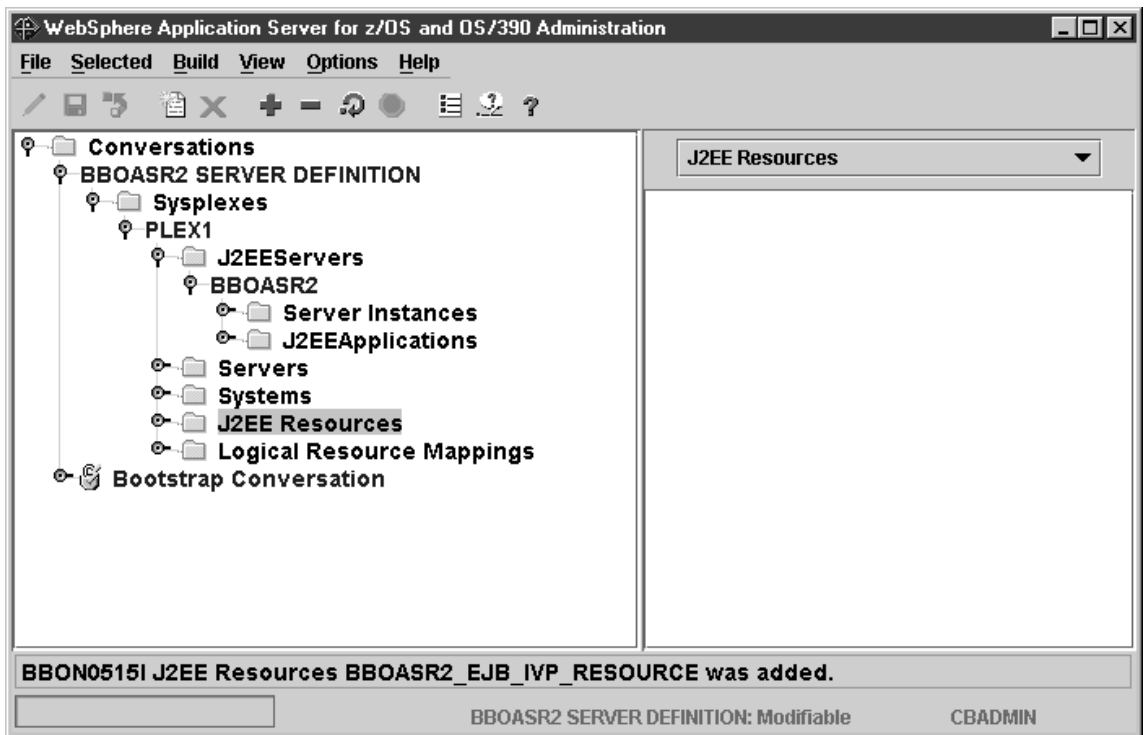 WebSphere Application Server for z/OS and OS/390 Administration
File Selected Build View Options Help
Conversations
BBOASR2 SERVER DEFINITION
Sysplexes
PLEX1
J2EEServers
BBOASR2
Server Instances
J2EEApplications
Servers
Systems
J2EE Resources
Logical Resource Mappings
Bootstrap Conversation
J2EE Resources
BBON0515I J2EE Resources BBOASR2_EJB_IVP_RESOURCE was added.
BBOASR2 SERVER DEFINITION: Modifiable CBADMIN